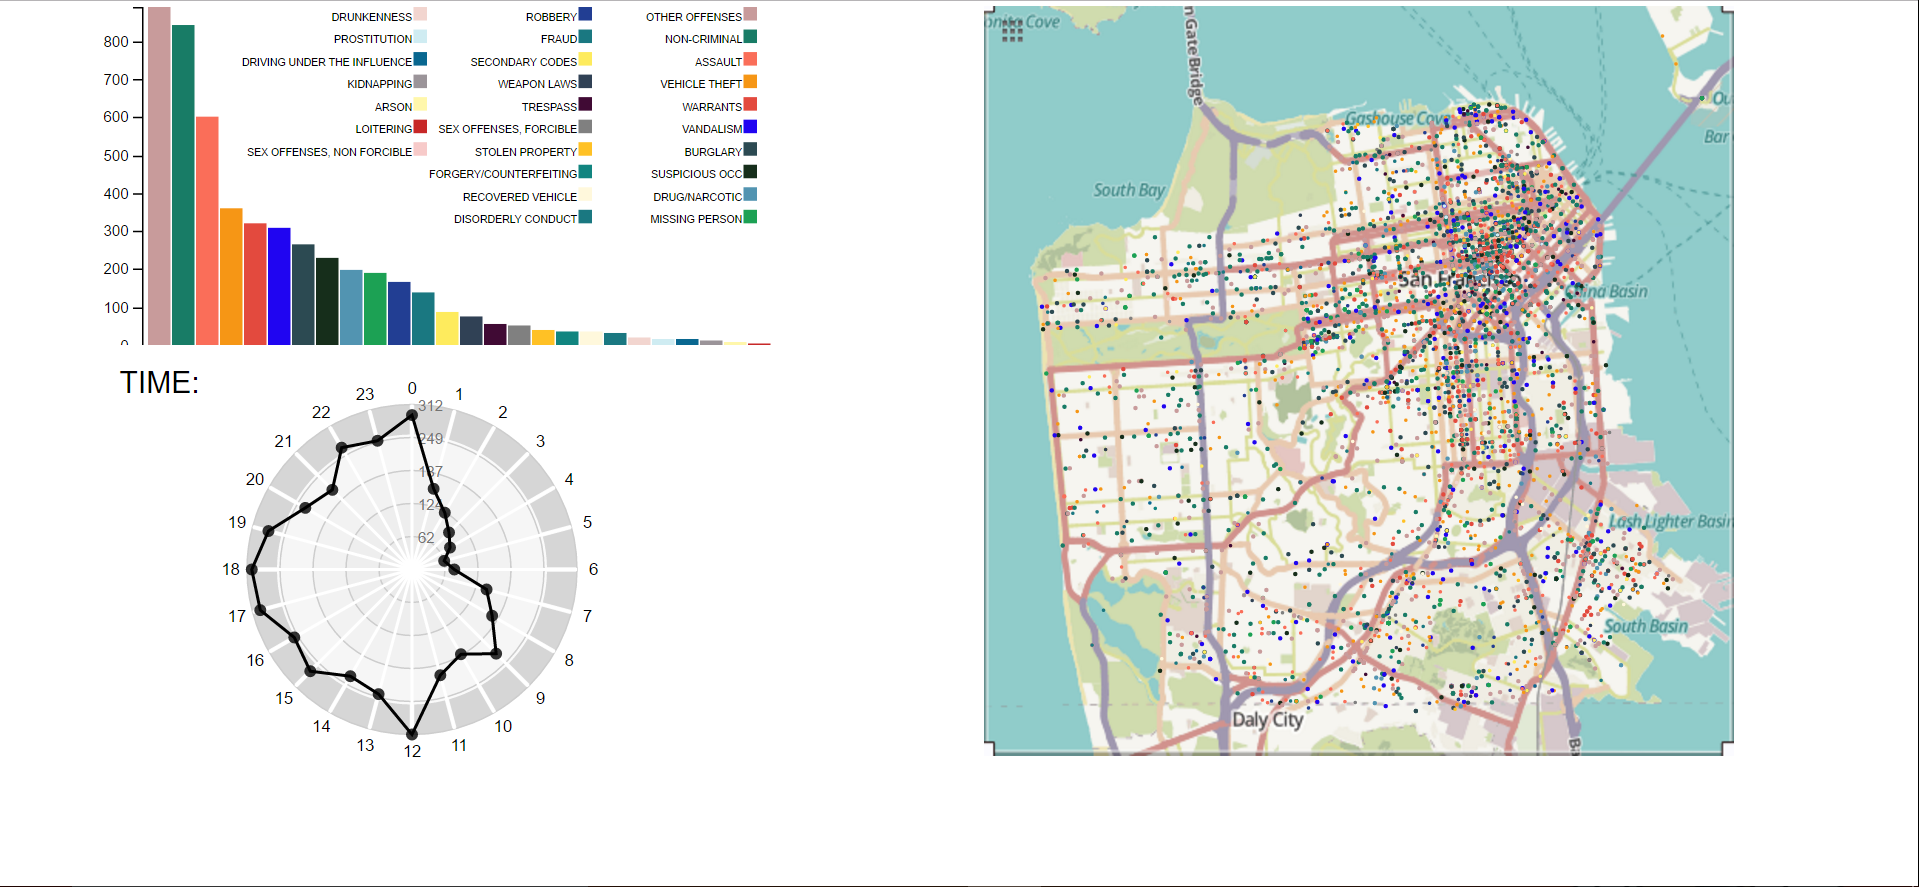 800
700
600
500
400
300
200
100
0
DRUNKENNESS
PROSTITUTION
DRIVING UNDER THE INFLUENCE
KIDNAPPING
ARSON
LOITERING
SEX OFFENSES, NON FORCIBLE
ROBBERY
FRAUD
SECONDARY CODES
WEAPON LAWS
TRESPASS
SEX OFFENSES, FORCIBLE
STOLEN PROPERTY
FORGERY/COUNTERFEITING
RECOVERED VEHICLE
DISORDERLY CONDUCT
OTHER OFFENSES
NON-CRIMINAL
ASSAULT
VEHICLE THEFT
WARRANTS
VANDALISM
BURGLARY
SUSPICIOUS OCC
DRUG/NARCOTIC
MISSING PERSON
TIME:
0
1
2
3
4
5
6
7
8
9
10
11
12
13
14
15
16
17
18
19
20
21
22
23
312
249
187
124
62
Cove
n Gate Bridge
Gashouse Cove
South Bay
San Francisco
China Basin
Ou
Bar
Lash Lighter Basin
South Basin
Daly City
Ba